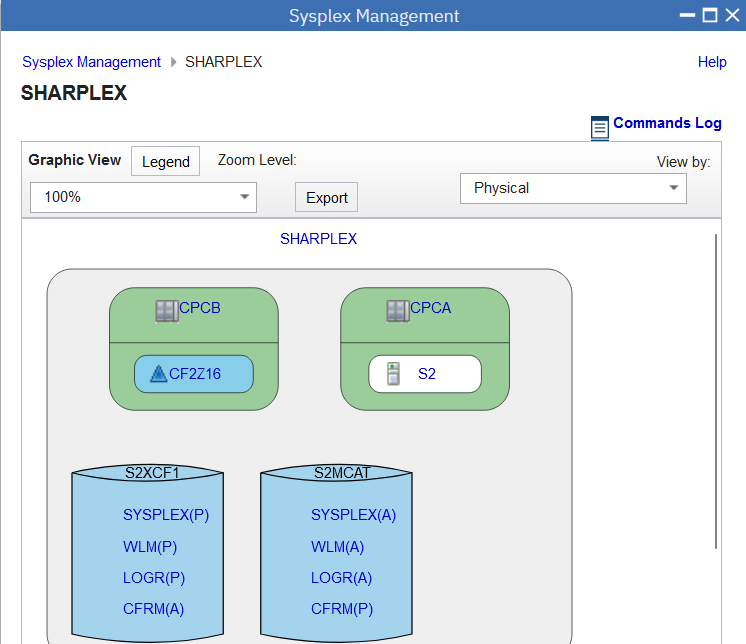 Sysplex Management
Sysplex Management SHARPLEX Help
SHARPLEX
Commands Log
Graphic View Legend Zoom Level: View by:
100% Export Physical
SHARPLEX
CPCB CPCA
CF2Z16 S2
S2XCF1 S2MCAT
SYSPLEX(P) SYSPLEX(A)
WLM(P) WLM(A)
LOGR(P) LOGR(A)
CFRM(A) CFRM(P)